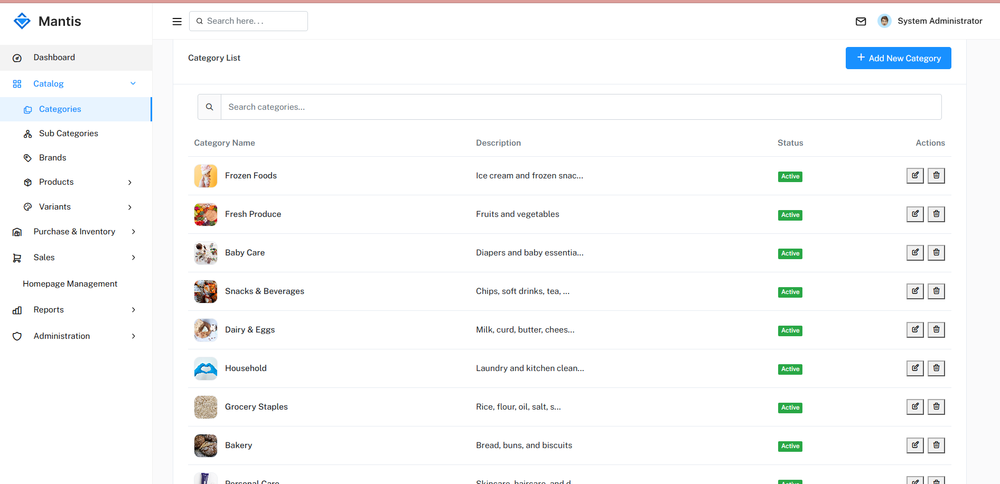 Mantis
Search here. . .
System Administrator
Dashboard
Catalog
Categories
Sub Categories
Brands
Products
Variants
Purchase & Inventory
Sales
Homepage Management
Reports
Administration
Category List
Add New Category
Search categories...
Category Name Description Status Actions
Frozen Foods Ice cream and frozen snac... Active
Fresh Produce Fruits and vegetables Active
Baby Care Diapers and baby essentia... Active
Snacks & Beverages Chips, soft drinks, tea, ... Active
Dairy & Eggs Milk, curd, butter, chees... Active
Household Laundry and kitchen clean... Active
Grocery Staples Rice, flour, oil, salt, s... Active
Bakery Bread, buns, and biscuits Active
Personal Care Skincare, haircare, and d... Active